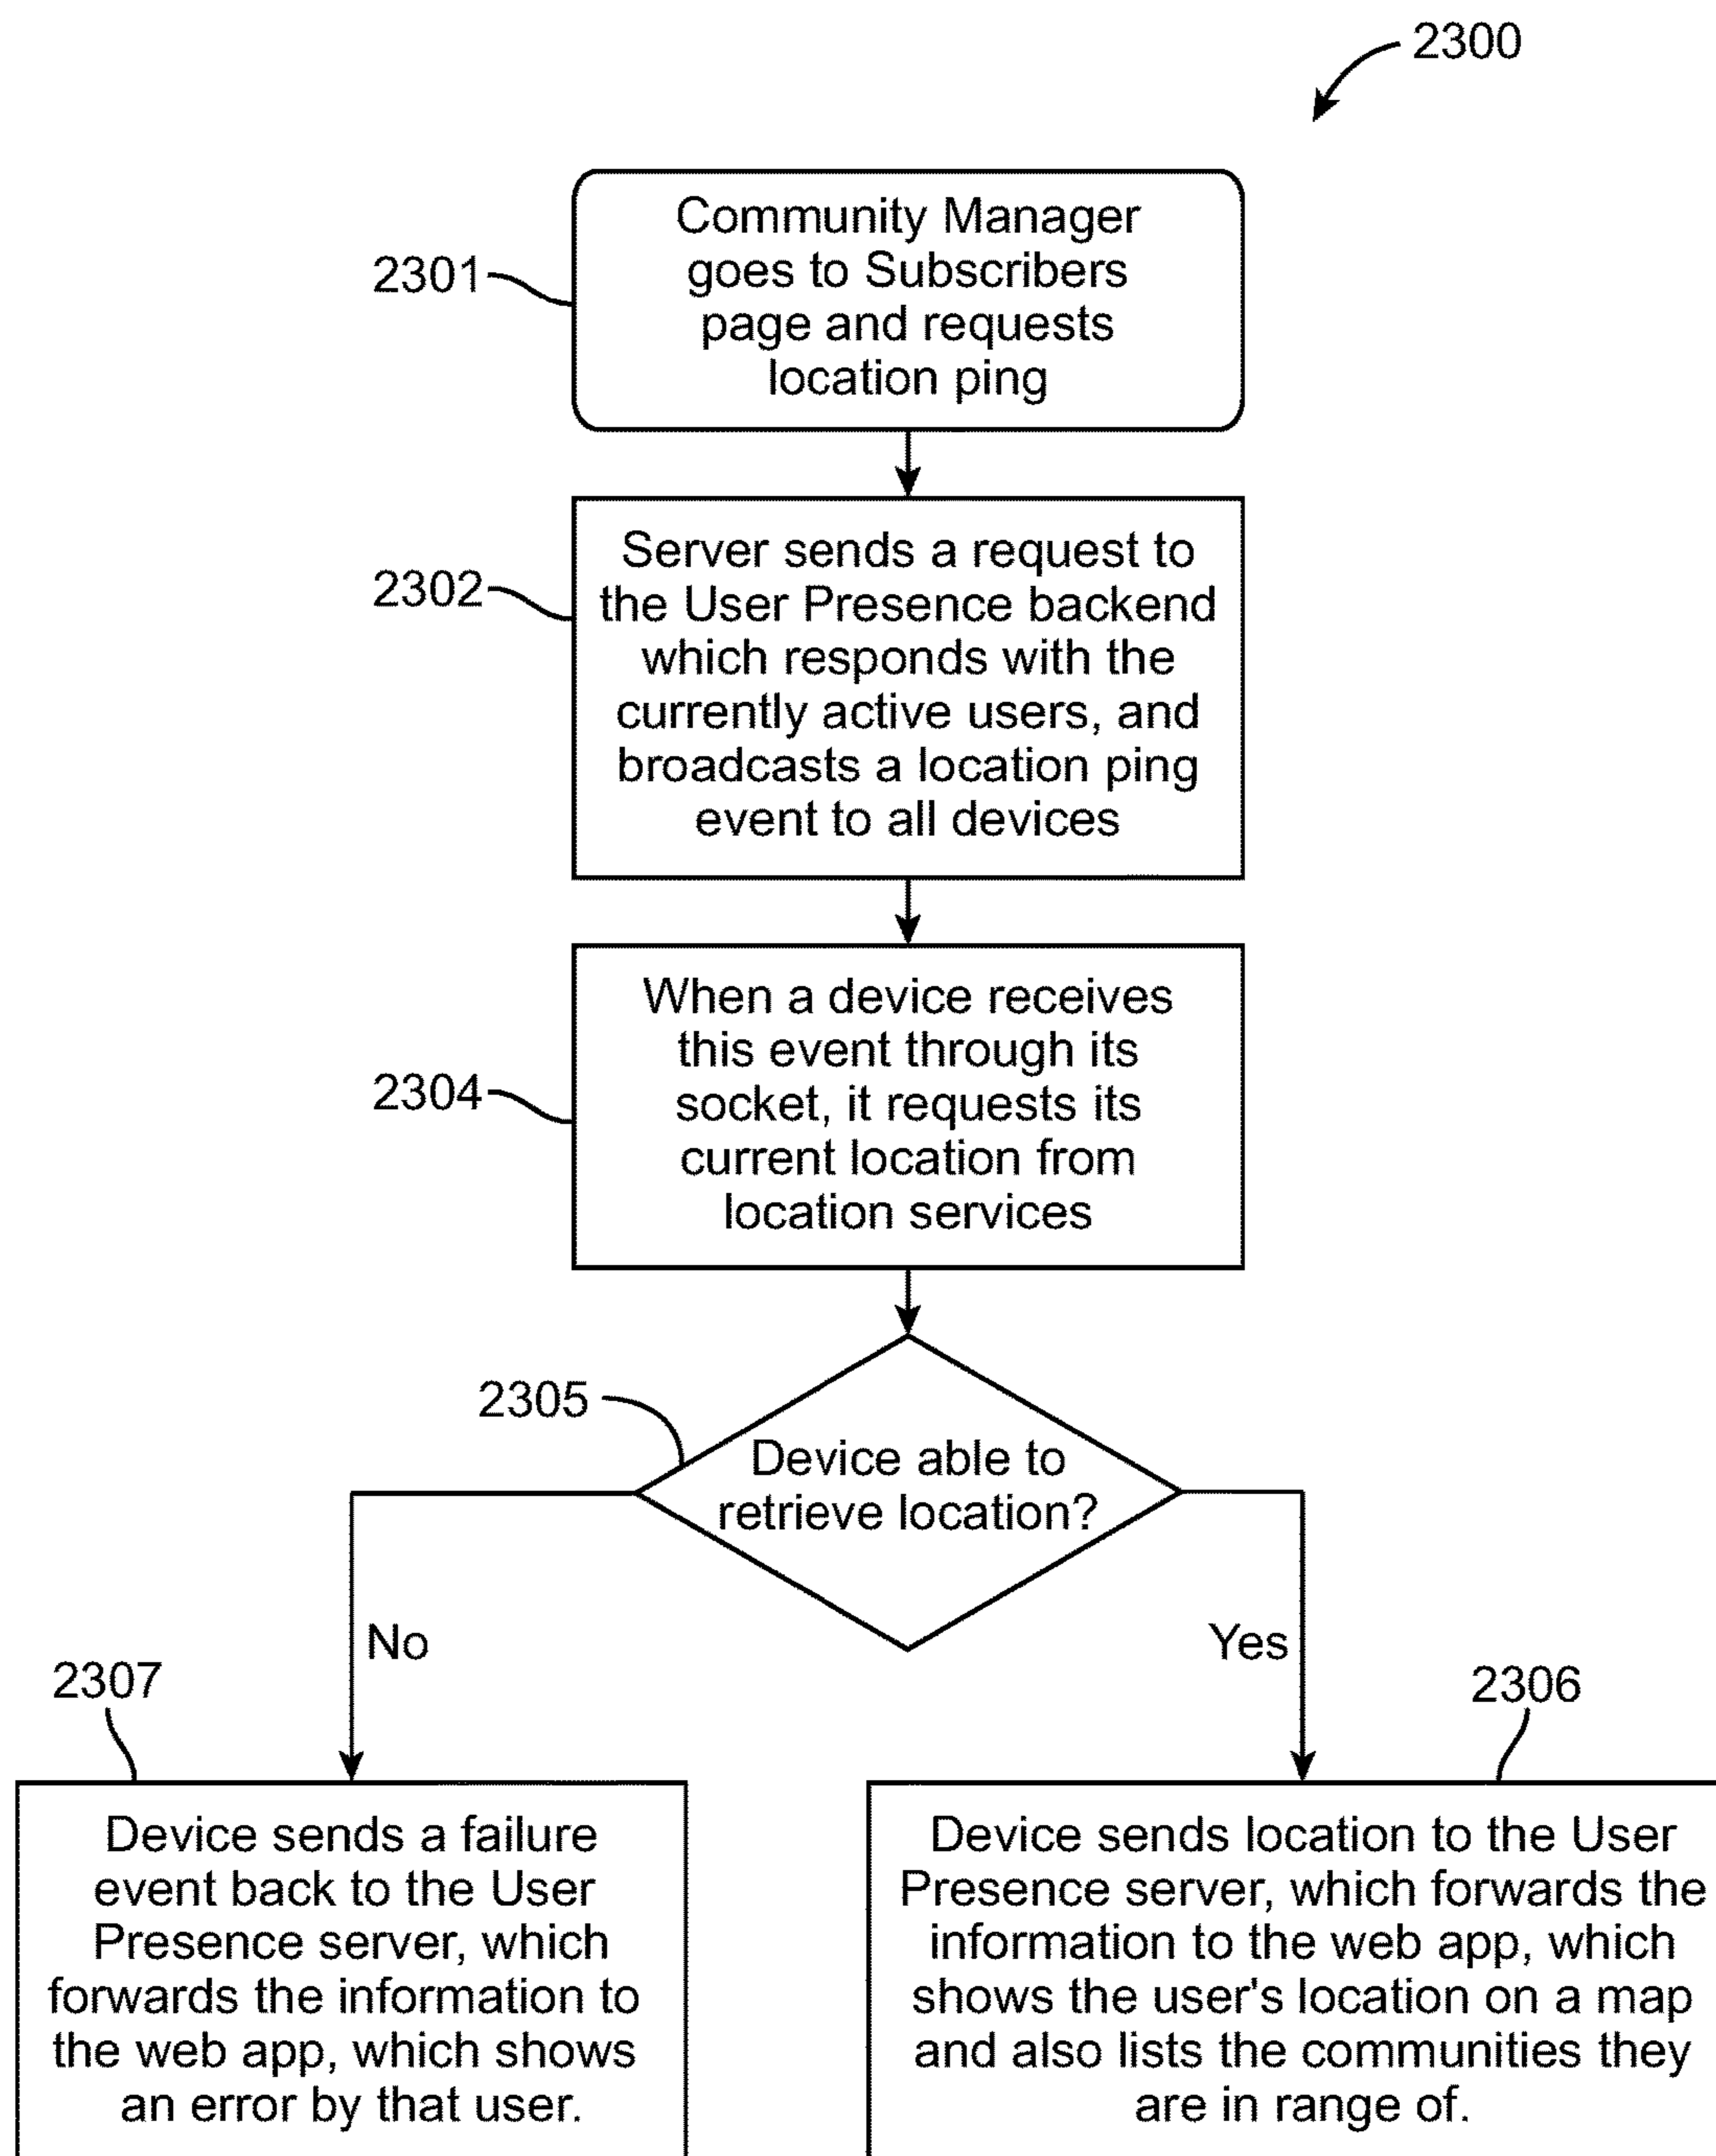 2300
2301
Community Manager
goes to Subscribers
page and requests
location ping
2302
Server sends a request to
the User Presence backend
which responds with the
currently active users, and
broadcasts a location ping
event to all devices
2304
When a device receives
this event through its
socket, it requests its
current location from
location services
2305
Device able to
retrieve location?
No
Yes
2307
Device sends a failure
event back to the User
Presence server, which
forwards the information to
the web app, which shows
an error by that user.
2306
Device sends location to the User
Presence server, which forwards the
information to the web app, which
shows the user's location on a map
and also lists the communities they
are in range of.